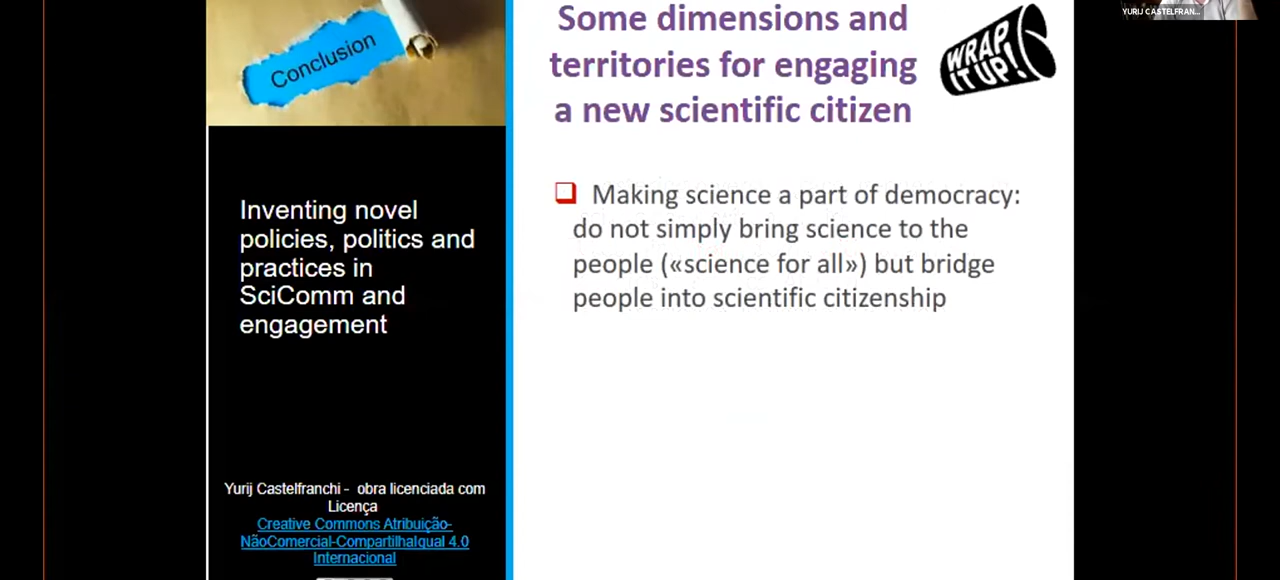 YURIJ CASTELFRAN...
Conclusion
Some dimensions and
territories for engaging
a new scientific citizen
WRAP
IT UP!
Inventing novel
policies, politics and
practices in
SciComm and
engagement
❑ Making science a part of democracy:
do not simply bring science to the
people («science for all») but bridge
people into scientific citizenship
Yurij Castelfranchi - obra licenciada com
Licença
Creative Commons Atribuição-
NãoComercial-CompartilhaIgual 4.0
Internacional